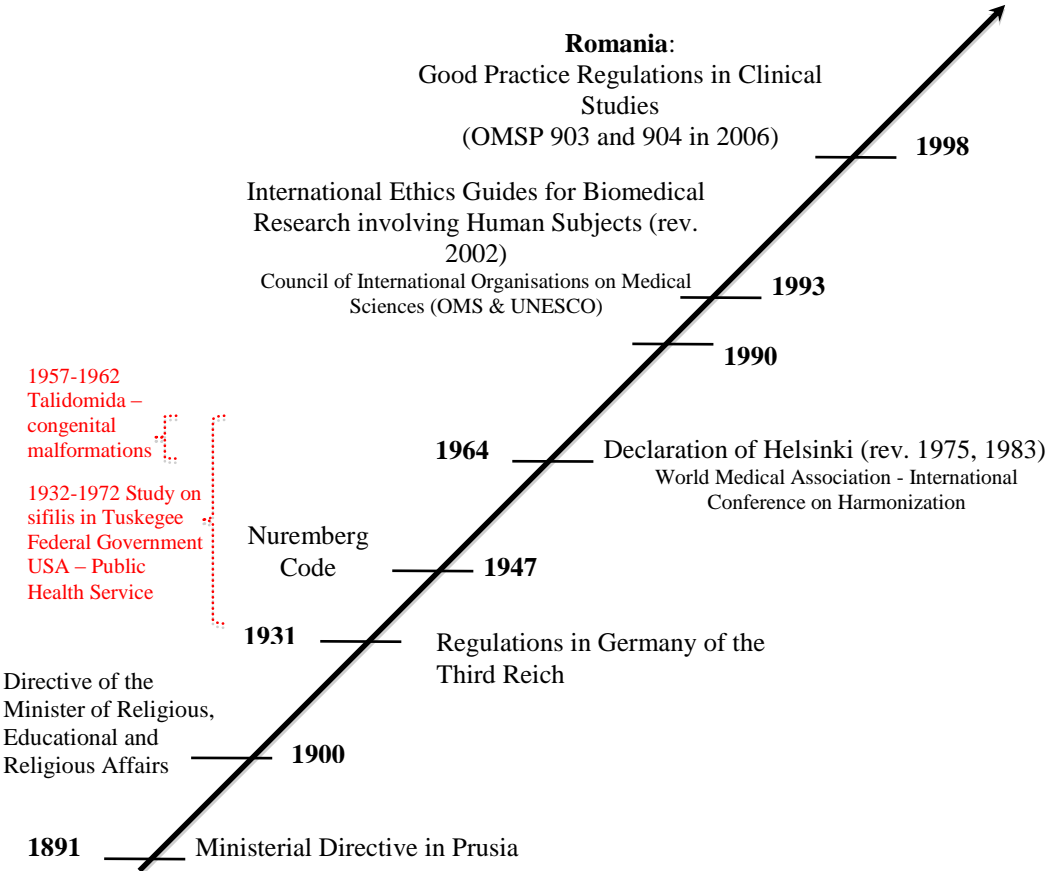 Romania:
Good Practice Regulations in Clinical
Studies
(OMSP 903 and 904 in 2006)
1998
International Ethics Guides for Biomedical
Research involving Human Subjects (rev.
2002)
Council of International Organisations on Medical
Sciences (OMS & UNESCO)
1993
1990
1957-1962
Talidomida –
congenital
malformations
1964
Declaration of Helsinki (rev. 1975, 1983)
World Medical Association - International
Conference on Harmonization
1932-1972 Study on
sifilis in Tuskegee
Federal Government
USA – Public
Health Service
Nuremberg
Code
1947
1931
Regulations in Germany of the
Third Reich
Directive of the
Minister of Religious,
Educational and
Religious Affairs
1900
1891
Ministerial Directive in Prusia